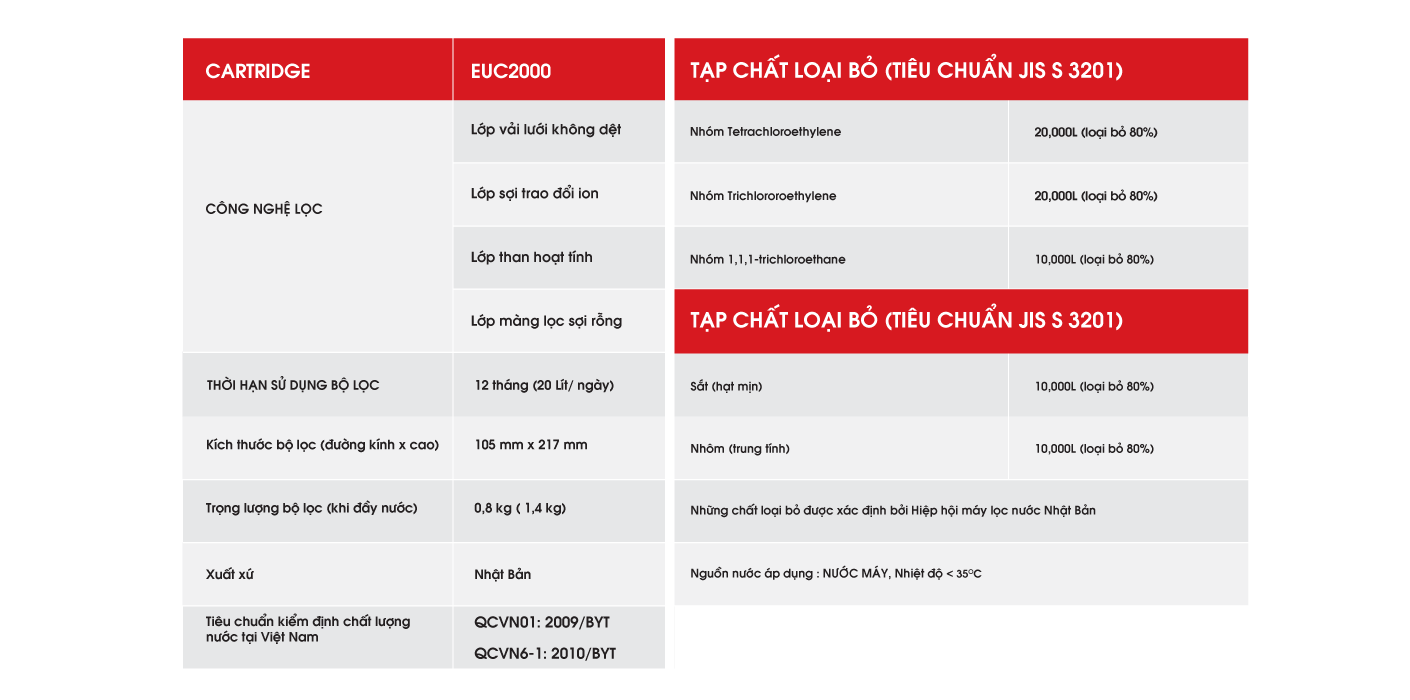 CARTRIDGE
EUC2000
CÔNG NGHỆ LỌC
Lớp vải lưới không dệt
Lớp sợi trao đổi ion
Lớp than hoạt tính
Lớp màng lọc sợi rỗng
THỜI HẠN SỬ DỤNG BỘ LỌC
12 tháng (20 Lít/ ngày)
Kích thước bộ lọc (đường kính x cao)
105 mm x 217 mm
Trọng lượng bộ lọc (khi đầy nước)
0,8 kg ( 1,4 kg)
Xuất xứ
Nhật Bản
Tiêu chuẩn kiểm định chất lượng
nước tại Việt Nam
QCVN01: 2009/BYT
QCVN6-1: 2010/BYT
TẠP CHẤT LOẠI BỎ (TIÊU CHUẨN JIS S 3201)
Nhóm Tetrachloroethylene
20,000L (loại bỏ 80%)
Nhóm Trichlororoethylene
20,000L (loại bỏ 80%)
Nhóm 1,1,1-trichloroethane
10,000L (loại bỏ 80%)
TẠP CHẤT LOẠI BỎ (TIÊU CHUẨN JIS S 3201)
Sắt (hạt mịn)
10,000L (loại bỏ 80%)
Nhôm (trung tính)
10,000L (loại bỏ 80%)
Những chất loại bỏ được xác định bởi Hiệp hội máy lọc nước Nhật Bản
Nguồn nước áp dụng : NƯỚC MÁY, Nhiệt độ < 35°C